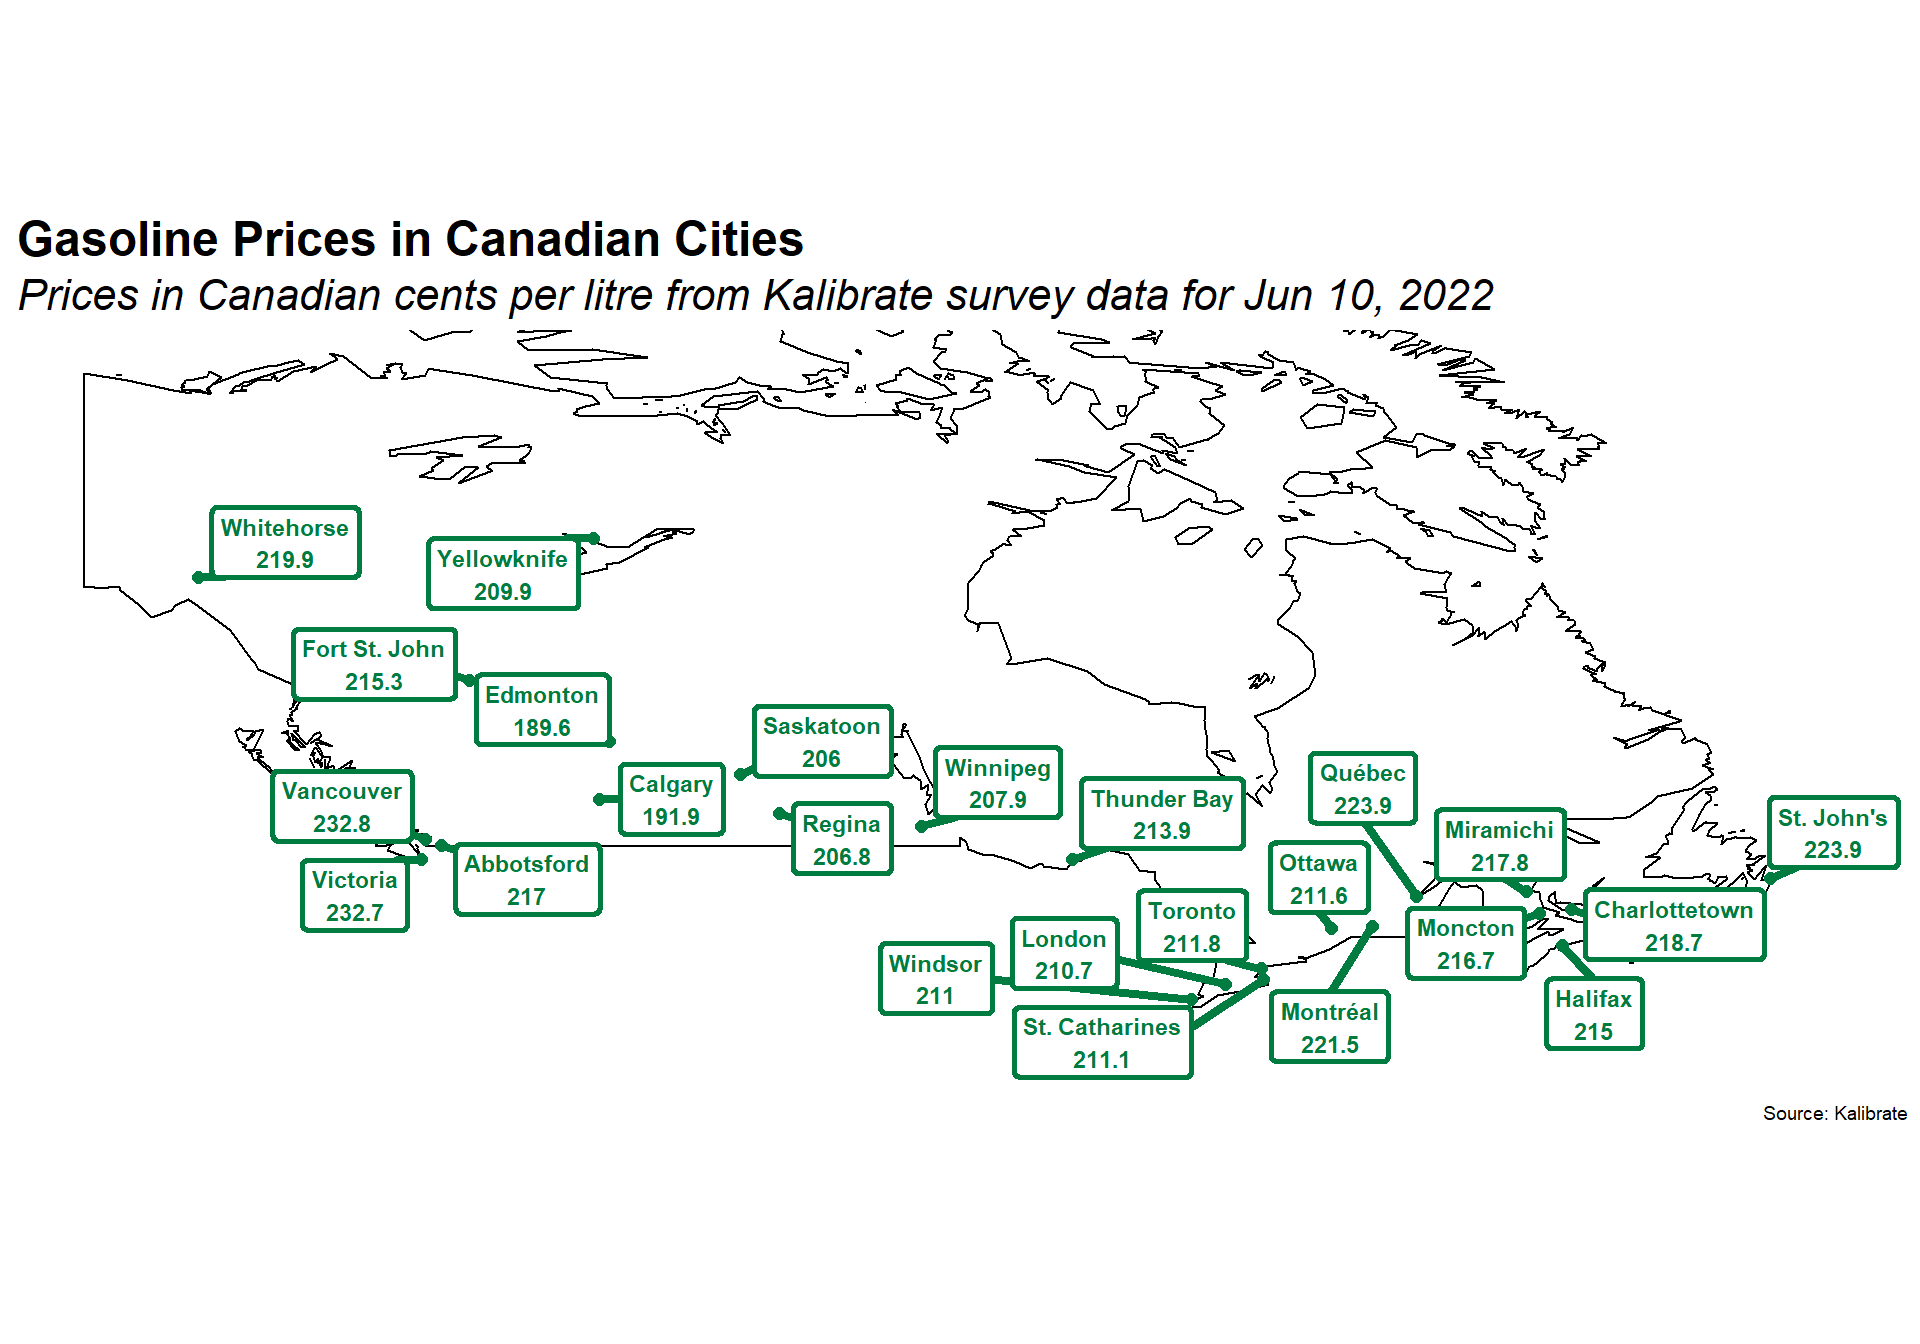 Gasoline Prices in Canadian Cities
Prices in Canadian cents per litre from Kalibrate survey data for Jun 10, 2022
Whitehorse
219.9
Yellowknife
209.9
Fort St. John
215.3
Edmonton
189.6
Saskatoon
206
Winnipeg
207.9
Calgary
191.9
Vancouver
232.8
Regina
206.8
Thunder Bay
213.9
Québec
223.9
Miramichi
217.8
St. John's
223.9
Victoria
232.7
Abbotsford
217
Ottawa
211.6
Toronto
211.8
Charlottetown
218.7
Moncton
216.7
London
210.7
Windsor
211
St. Catharines
211.1
Montréal
221.5
Halifax
215
Source: Kalibrate